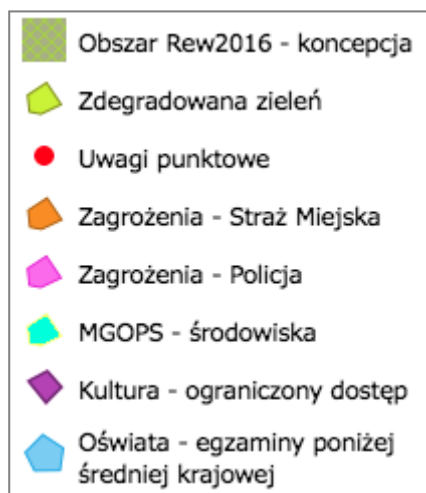 Obszar Rew2016 - koncepcja
Zdegradowana zieleń
Uwagi punktowe
Zagrożenia - Straż Miejska
Zagrożenia - Policja
MGOPS - środowiska
Kultura - ograniczony dostęp
Oświata - egzaminy poniżej
średniej krajowej